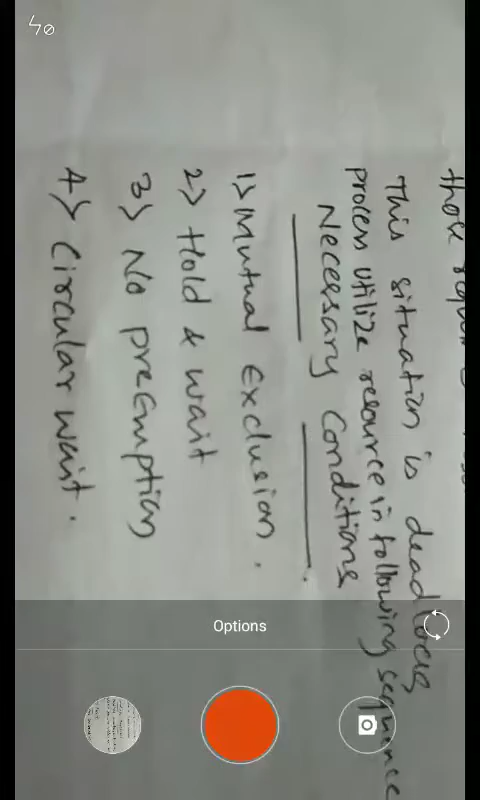 those
This situation is deadlock
process utilize resource in following sequence
Necessary Conditions
1> Mutual Exclusion.
2> Hold & wait
3> No preEmption
4> Circular wait.
Options